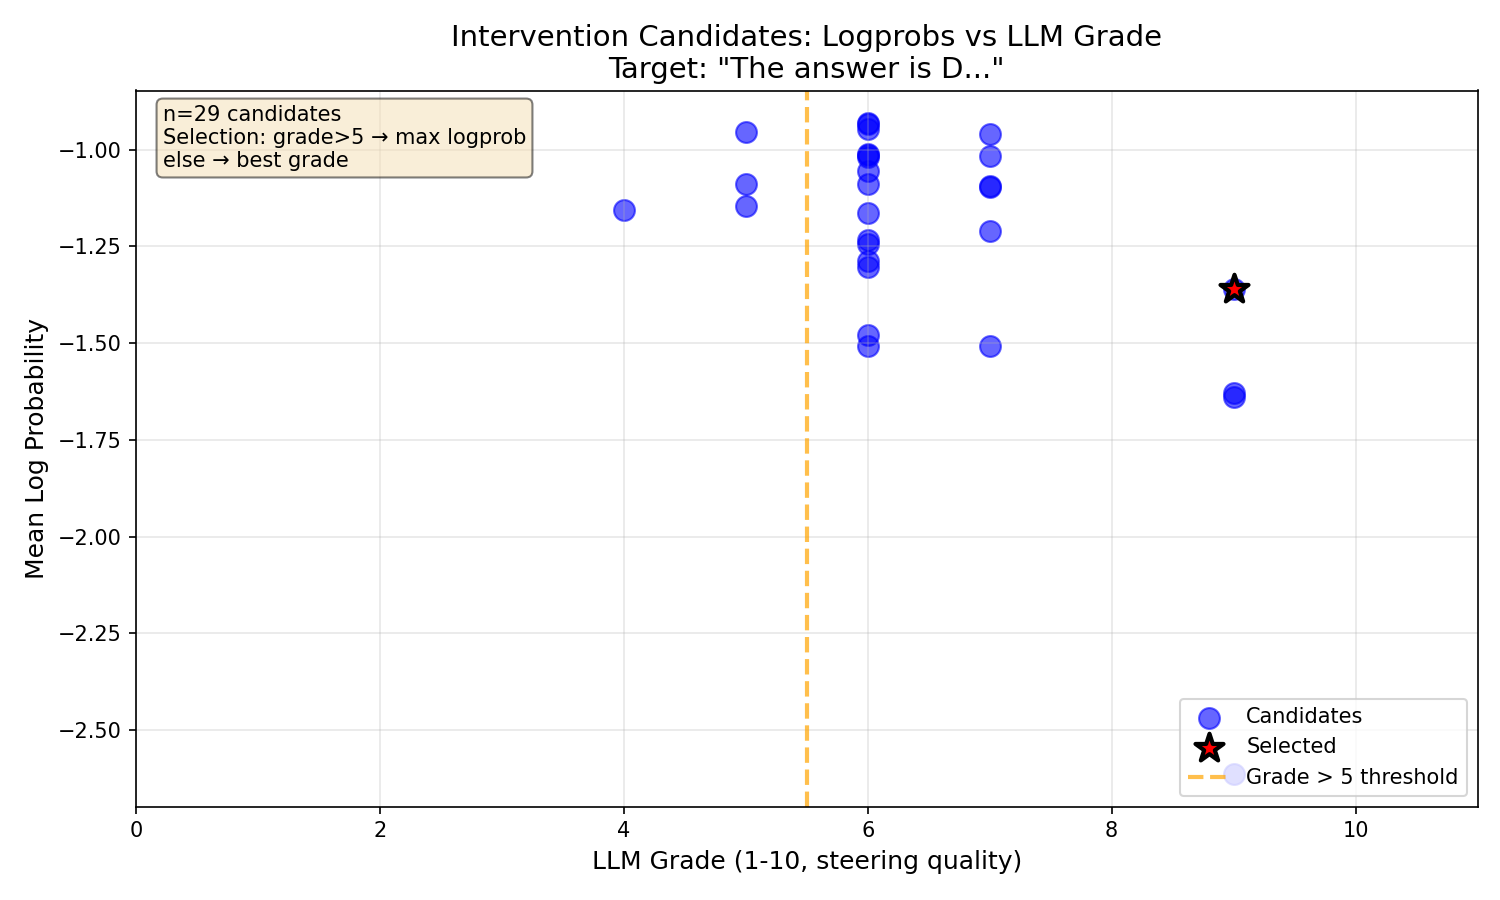 Intervention Candidates: Logprobs vs LLM Grade
Target: "The answer is D..."
n=29 candidates
Selection: grade>5 → max logprob
else → best grade
−1.00
−1.25
−1.50
−1.75
−2.00
−2.25
−2.50
Mean Log Probability
Candidates
Selected
Grade > 5 threshold
0 2 4 6 8 10
LLM Grade (1-10, steering quality)